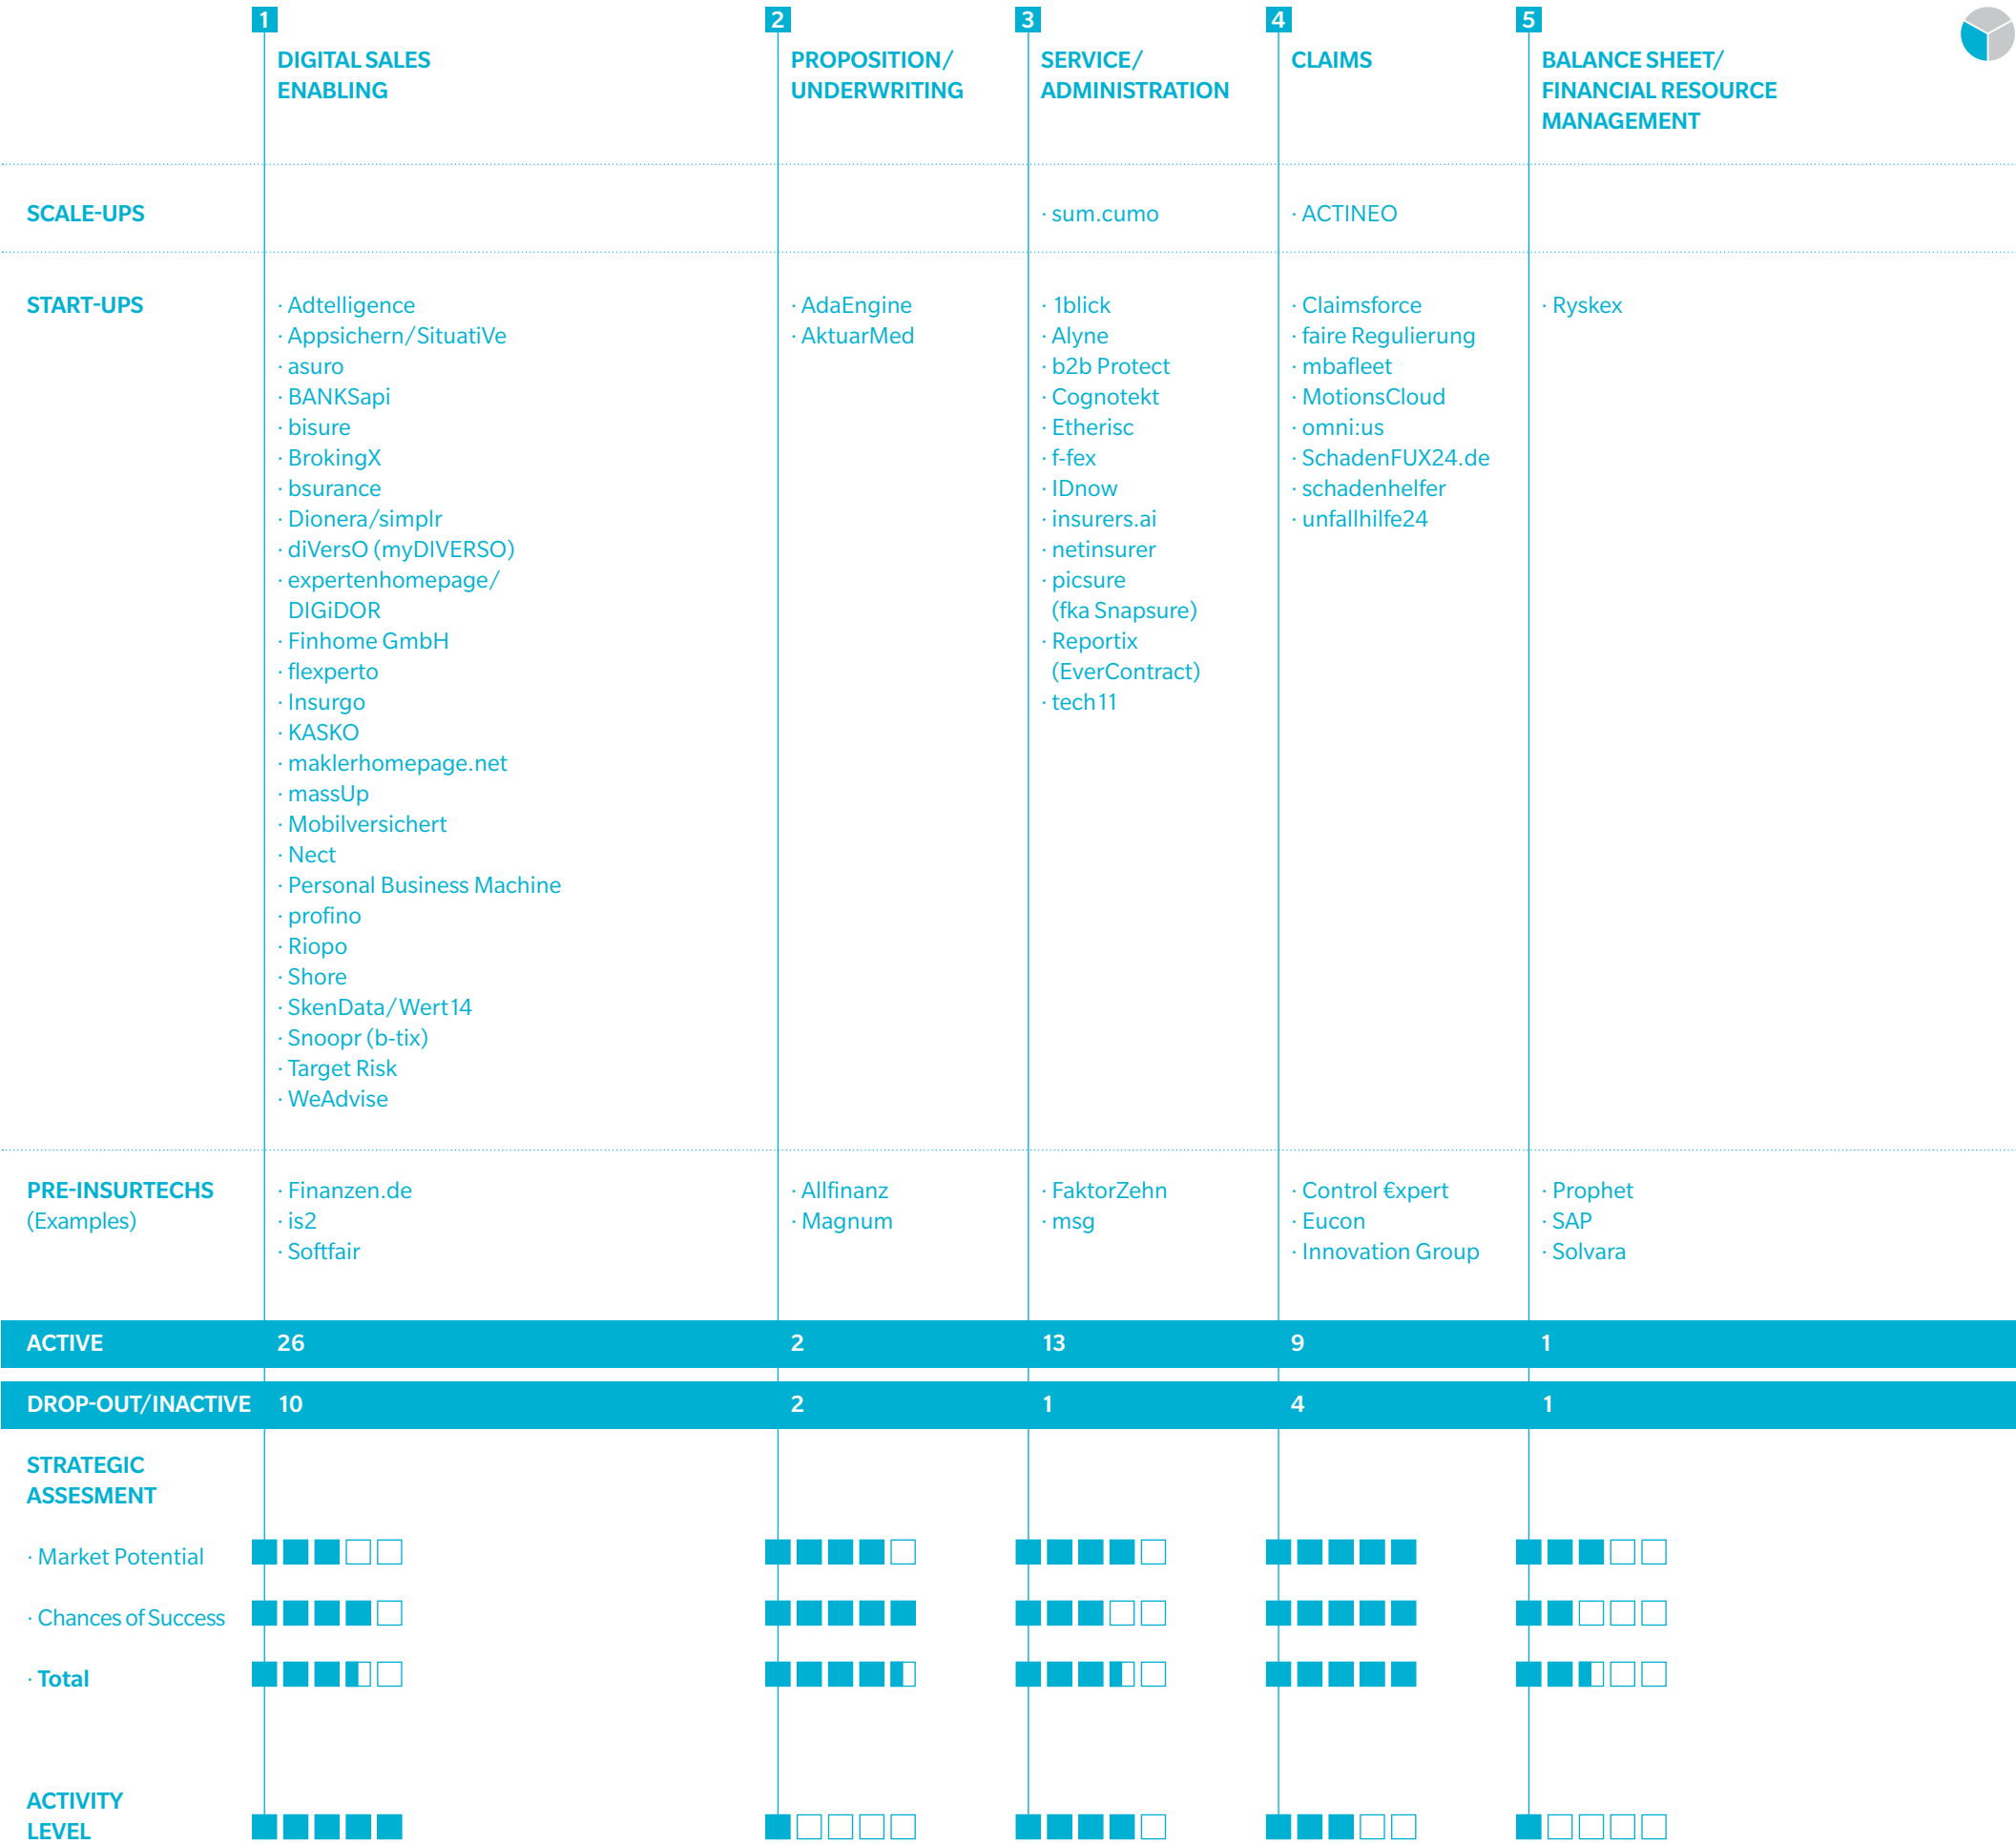 1
2
3
4
5
DIGITAL SALES
ENABLING
PROPOSITION/
UNDERWRITING
SERVICE/
ADMINISTRATION
CLAIMS
BALANCE SHEET/
FINANCIAL RESOURCE
MANAGEMENT
SCALE-UPS
· sum.cumo
· ACTINEO
START-UPS
· Adtelligence
· Appsichern/SituatiVe
· asuro
· BANKSapi
· bisure
· BrokingX
· bsurance
· Dionera/simplr
· diVersO (myDIVERSO)
· expertenhomepage/
DIGiDOR
· Finhome GmbH
· flexperto
· Insurgo
· KASKO
· maklerhomepage.net
· massUp
· Mobilversichert
· Nect
· Personal Business Machine
· profino
· Riopo
· Shore
· SkenData/Wert14
· Snoopr (b-tix)
· Target Risk
· WeAdvise
· AdaEngine
· AktuarMed
· 1blick
· Alyne
· b2b Protect
· Cognotekt
· Etherisc
· f-fex
· IDnow
· insurers.ai
· netinsurer
· picsure
(fka Snapsure)
· Reportix
(EverContract)
· tech11
· Claimsforce
· faire Regulierung
· mbafleet
· MotionsCloud
· omni:us
· SchadenFUX24.de
· schadenhelfer
· unfallhilfe24
· Ryskex
PRE-INSURTECHS
(Examples)
· Finanzen.de
· is2
· Softfair
· Allfinanz
· Magnum
· FaktorZehn
· msg
· Control €xpert
· Eucon
· Innovation Group
· Prophet
· SAP
· Solvara
ACTIVE 26 2 13 9 1
DROP-OUT/INACTIVE 10 2 1 4 1
STRATEGIC
ASSESMENT
· Market Potential
· Chances of Success
· Total
ACTIVITY
LEVEL